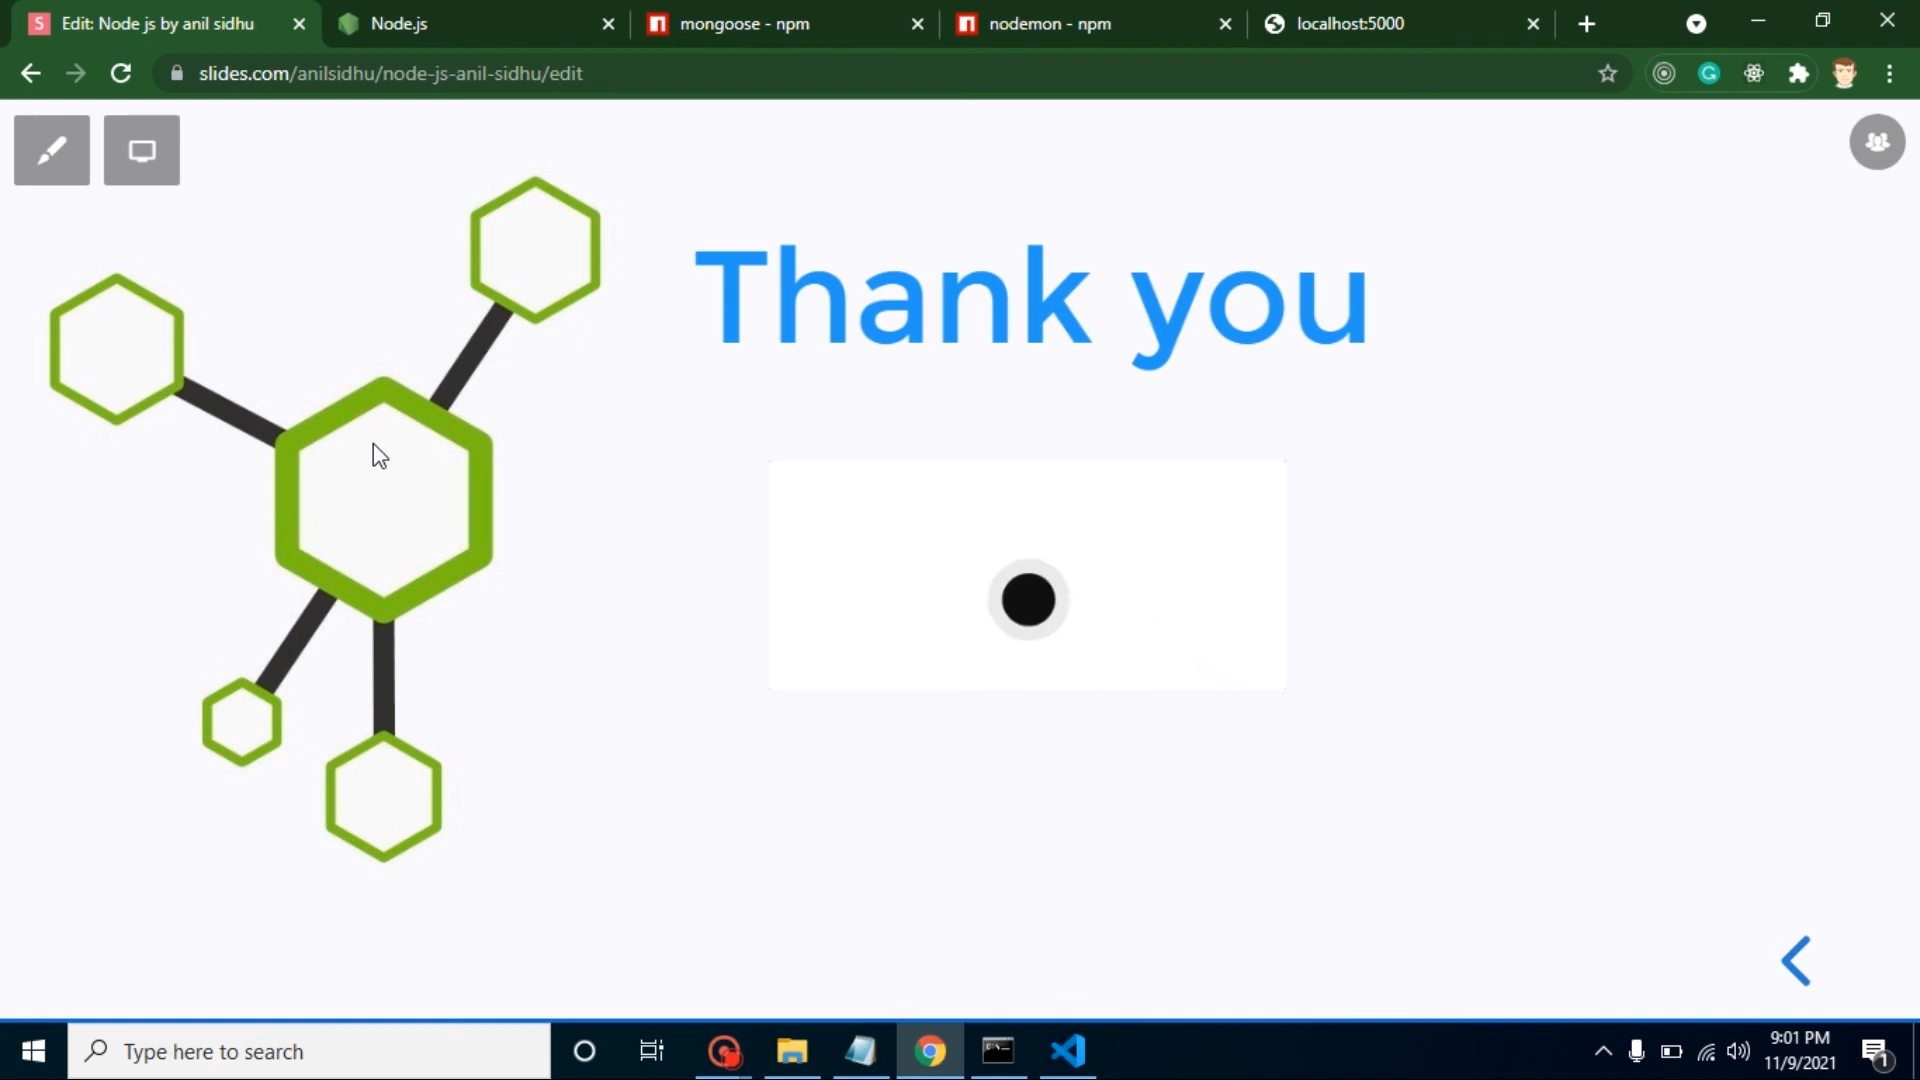 Edit: Node js by anil sidhu
Node.js
mongoose - npm
nodemon - npm
localhost:5000
slides.com/anilsidhu/node-js-anil-sidhu/edit
Thank you
Type here to search
9:01 PM
11/9/2021
1